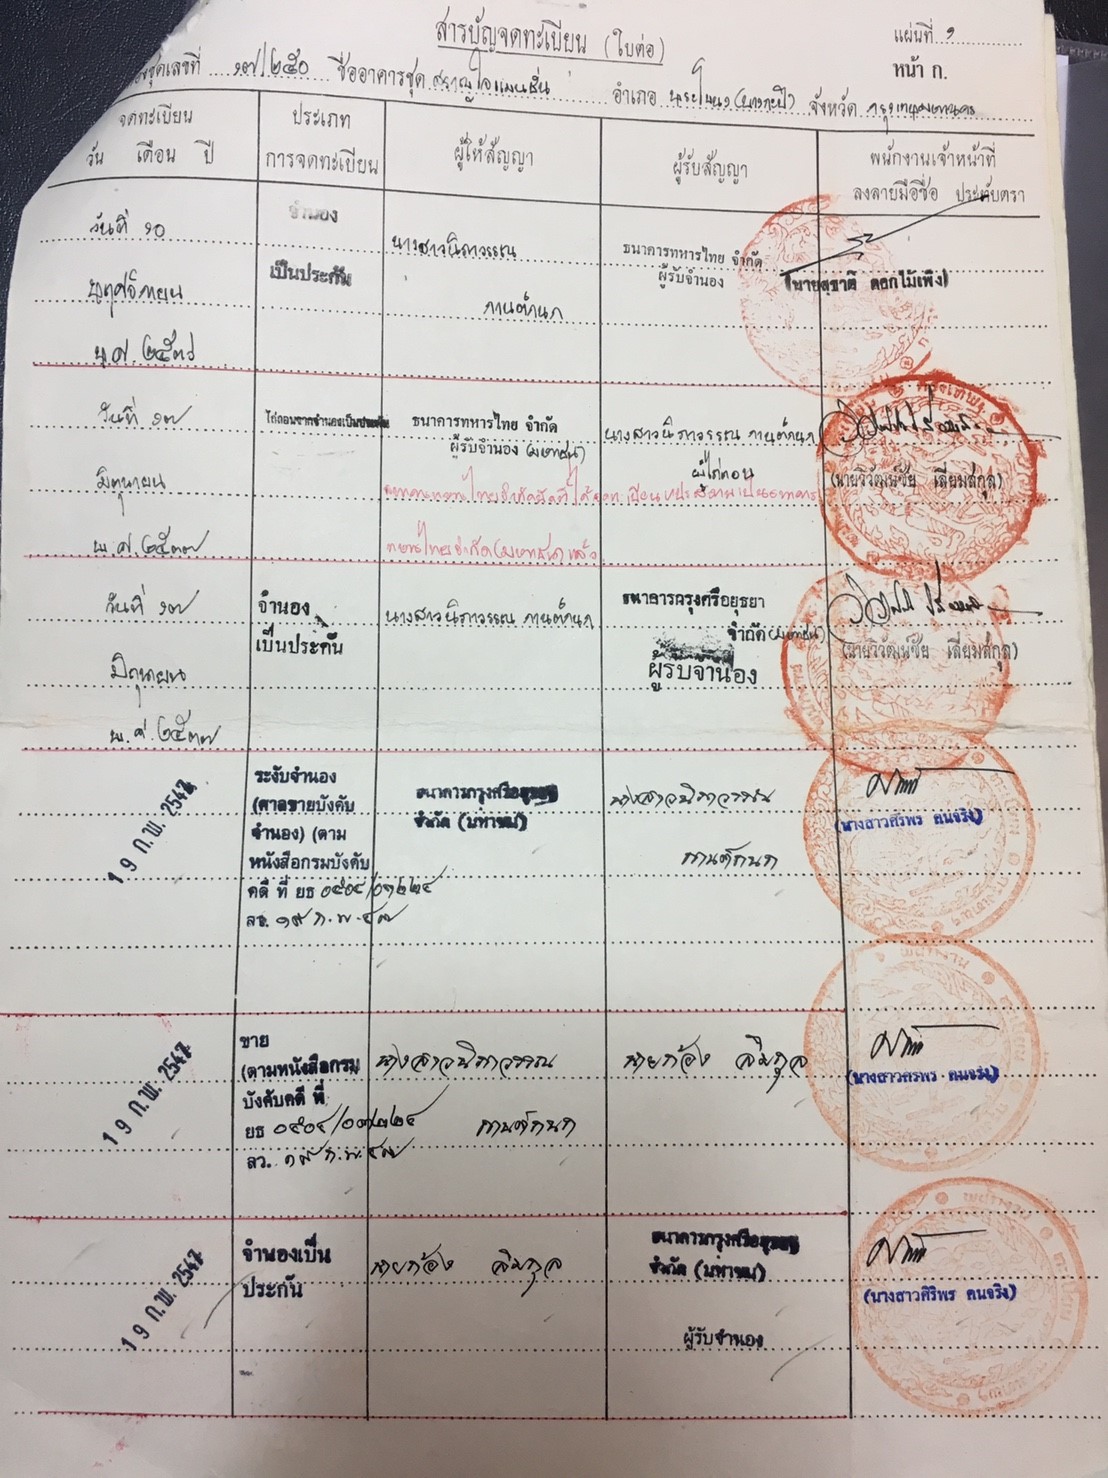 สารบัญจดทะเบียน (ใบต่อ)
แผ่นที่ ๑
หน้า ก.
ชุดเลขที่ ๑๗/๒๕๐ ชื่ออาคารชุด อำเภอ พระโขนง (บางกะปิ) จังหวัด กรุงเทพมหานคร
จดทะเบียน วัน เดือน ปี
ประเภท การจดทะเบียน
ผู้ให้สัญญา
ผู้รับสัญญา
พนักงานเจ้าหน้าที่
ลงลายมือชื่อ ประทับตรา
วันที่ ๑๐
พฤศจิกายน
พ.ศ. ๒๕๓๔
จำนอง
เป็นประกัน
นางสาวนิภาวรรณ
กานต์กนก
ธนาคารทหารไทย จำกัด
ผู้รับจำนอง
(นายสุชาติ ดอกไม้เพ็ง)
วันที่ ๑๗
มิถุนายน
พ.ศ. ๒๕๓๗
ไถ่ถอนจากจำนองเป็นประกัน
ธนาคารทหารไทย จำกัด
ผู้รับจำนอง (มหาชน)
นางสาวนิภาวรรณ กานต์กนก
ผู้ไถ่ถอน
ทหารไทยจำกัด (มหาชน) แล้ว
(นายวิวัฒน์ชัย เลี่ยมสกุล)
วันที่ ๑๗
มิถุนายน
พ.ศ. ๒๕๓๗
จำนอง
เป็นประกัน
นางสาวนิภาวรรณ กานต์กนก
ธนาคารกรุงศรีอยุธยา
จำกัด (มหาชน)
ผู้รับจำนอง
(นายวิวัฒน์ชัย เลี่ยมสกุล)
19 ก.พ. 2547
ระงับจำนอง
(ศาลขายบังคับ
จำนอง) (ตาม
หนังสือกรมบังคับ
คดี ที่ ยธ ๐๕๐๔/
ลว. ๑๙ ก.พ. ๔๗
ธนาคารกรุงศรีอยุธยา
จำกัด (มหาชน)
นางสาวนิภาวรรณ
กานต์กนก
(นางสาวศิริพร คนจริง)
19 ก.พ. 2547
ขาย
(ตามหนังสือกรม
บังคับคดี ที่
ยธ ๐๕๐๔/
ลว. ๑๙ ก.พ. ๔๗
นางสาวนิภาวรรณ
กานต์กนก
นายก้อง ลิมกุล
(นางสาวศิริพร คนจริง)
19 ก.พ. 2547
จำนองเป็น
ประกัน
นายก้อง ลิมกุล
ธนาคารกรุงศรีอยุธยา
จำกัด (มหาชน)
ผู้รับจำนอง
(นางสาวศิริพร คนจริง)